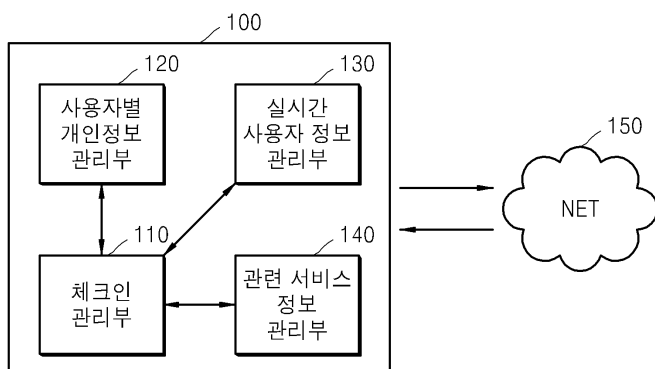 100
120
사용자별
개인정보
관리부
130
실시간
사용자 정보
관리부
150
NET
110
체크인
관리부
140
관련 서비스
정보
관리부